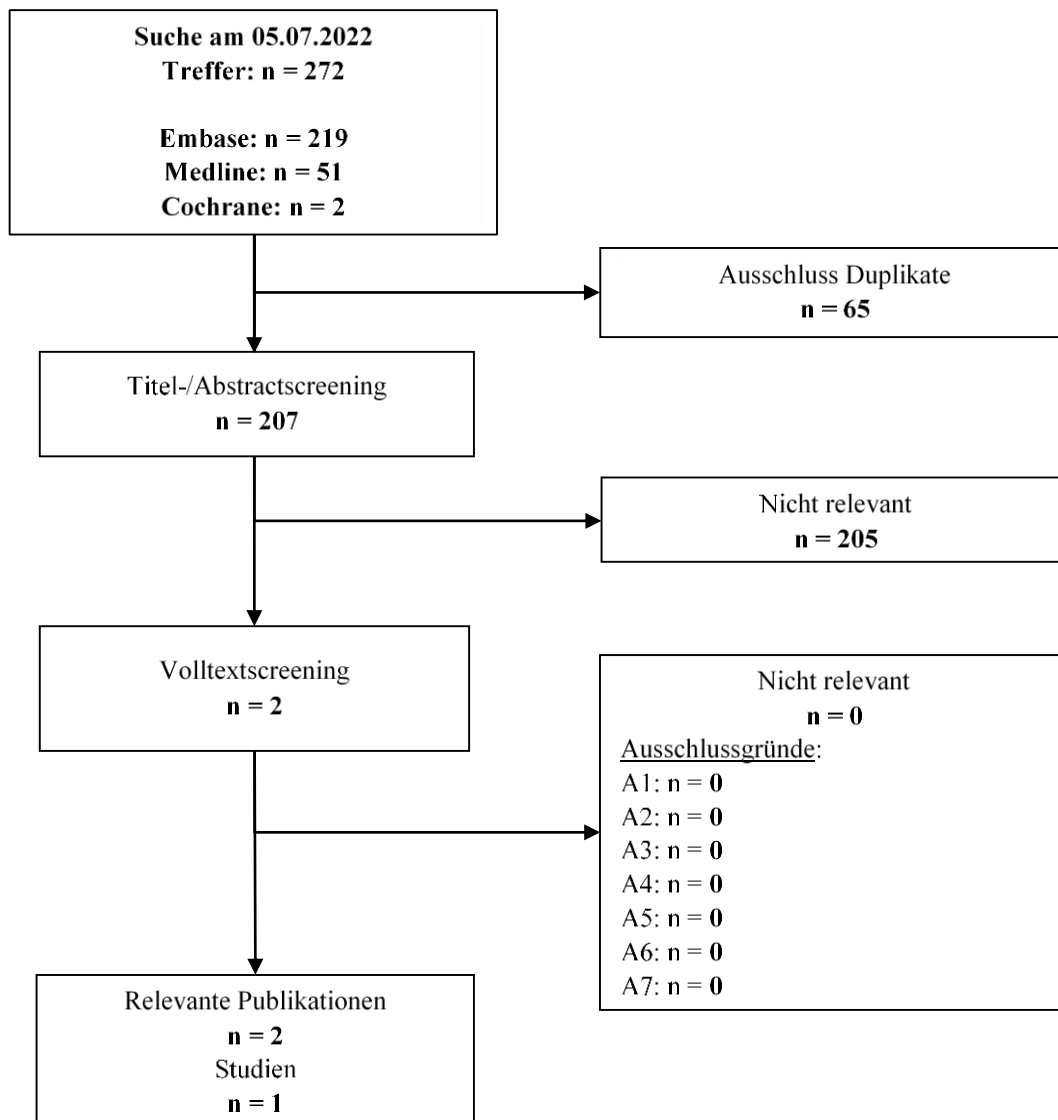 Suche am 05.07.2022
Treffer: n = 272
Embase: n = 219
Medline: n = 51
Cochrane: n = 2
Ausschluss Duplikate
n = 65
Titel-/Abstractscreening
n = 207
Nicht relevant
n = 205
Volltextscreening
n = 2
Nicht relevant
n = 0
Ausschlussgründe:
A1: n = 0
A2: n = 0
A3: n = 0
A4: n = 0
A5: n = 0
A6: n = 0
A7: n = 0
Relevante Publikationen
n = 2
Studien
n = 1